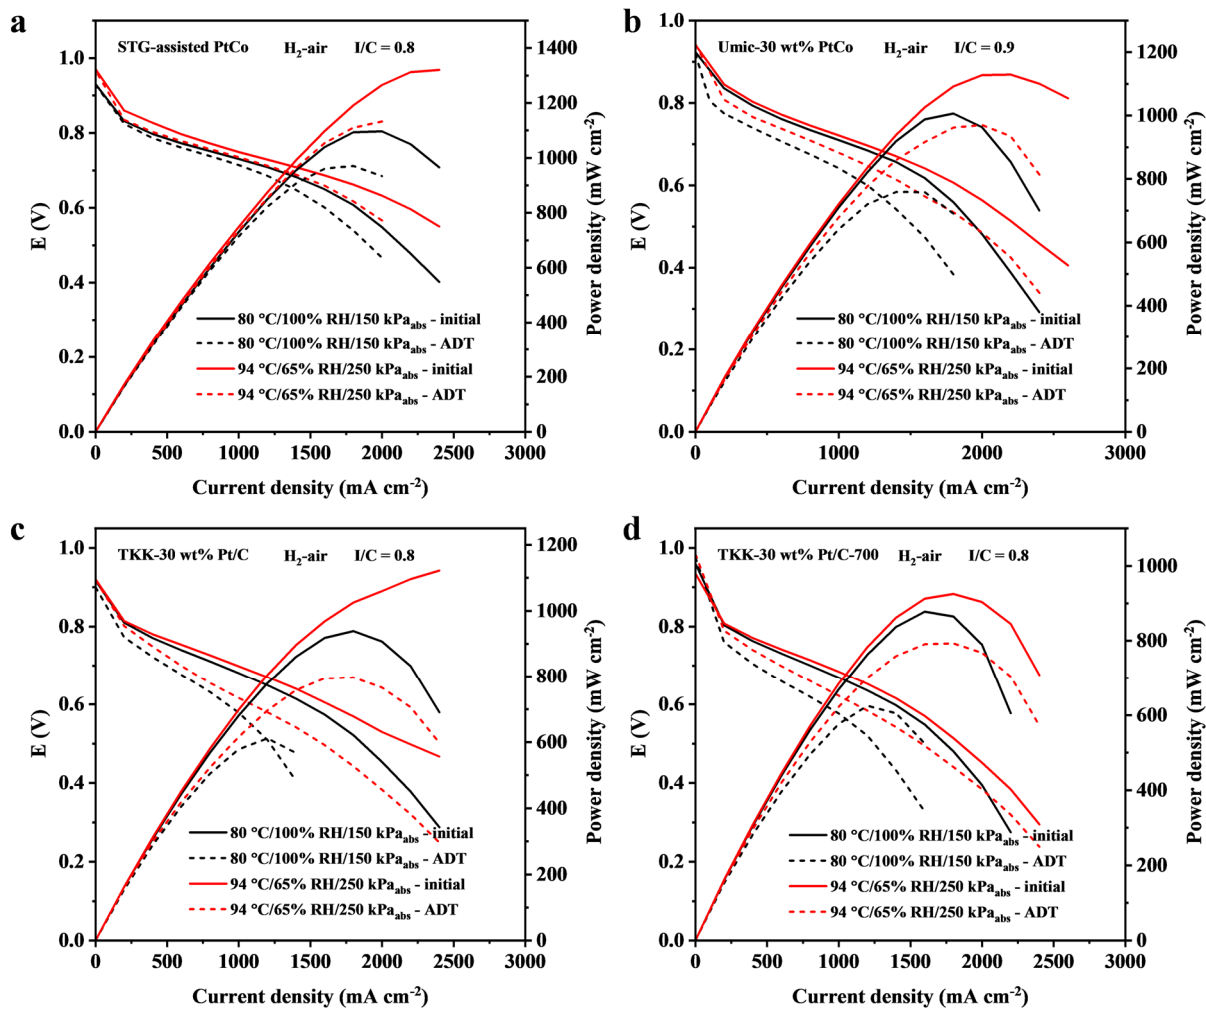 a
STG-assisted PtCo H₂-air I/C = 0.8
1.0
0.8
0.6
0.4
0.2
0.0
E (V)
1400
1200
1000
800
600
400
200
0
Power density (mW cm⁻²)
80 °C/100% RH/150 kPaabs - initial
80 °C/100% RH/150 kPaabs - ADT
94 °C/65% RH/250 kPaabs - initial
94 °C/65% RH/250 kPaabs - ADT
0 500 1000 1500 2000 2500 3000
Current density (mA cm⁻²)
b
Umic-30 wt% PtCo H₂-air I/C = 0.9
1.0
0.8
0.6
0.4
0.2
0.0
E (V)
1200
1000
800
600
400
200
0
Power density (mW cm⁻²)
80 °C/100% RH/150 kPaabs - initial
80 °C/100% RH/150 kPaabs - ADT
94 °C/65% RH/250 kPaabs - initial
94 °C/65% RH/250 kPaabs - ADT
0 500 1000 1500 2000 2500 3000
Current density (mA cm⁻²)
c
TKK-30 wt% Pt/C H₂-air I/C = 0.8
1.0
0.8
0.6
0.4
0.2
0.0
E (V)
1200
1000
800
600
400
200
0
Power density (mW cm⁻²)
80 °C/100% RH/150 kPaabs - initial
80 °C/100% RH/150 kPaabs - ADT
94 °C/65% RH/250 kPaabs - initial
94 °C/65% RH/250 kPaabs - ADT
0 500 1000 1500 2000 2500 3000
Current density (mA cm⁻²)
d
TKK-30 wt% Pt/C-700 H₂-air I/C = 0.8
1.0
0.8
0.6
0.4
0.2
0.0
E (V)
1000
800
600
400
200
0
Power density (mW cm⁻²)
80 °C/100% RH/150 kPaabs - initial
80 °C/100% RH/150 kPaabs - ADT
94 °C/65% RH/250 kPaabs - initial
94 °C/65% RH/250 kPaabs - ADT
0 500 1000 1500 2000 2500 3000
Current density (mA cm⁻²)